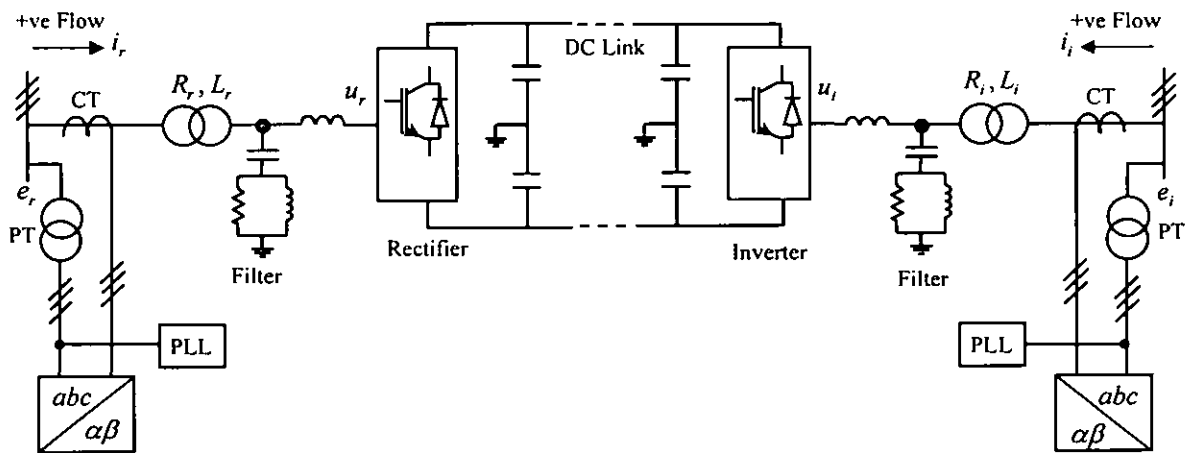 +ve Flow
i_r
DC Link
+ve Flow
i_i
CT
R_r, L_r
u_r
u_i
R_i, L_i
CT
e_r
PT
Filter
Rectifier
Inverter
Filter
e_i
PT
PLL
PLL
abc
αβ
abc
αβ